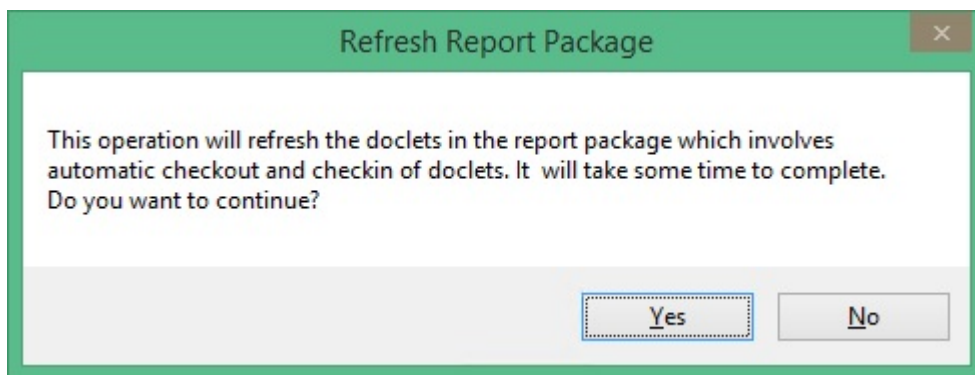 Refresh Report Package
This operation will refresh the doclets in the report package which involves
automatic checkout and checkin of doclets. It  will take some time to complete.
Do you want to continue?
Yes
No